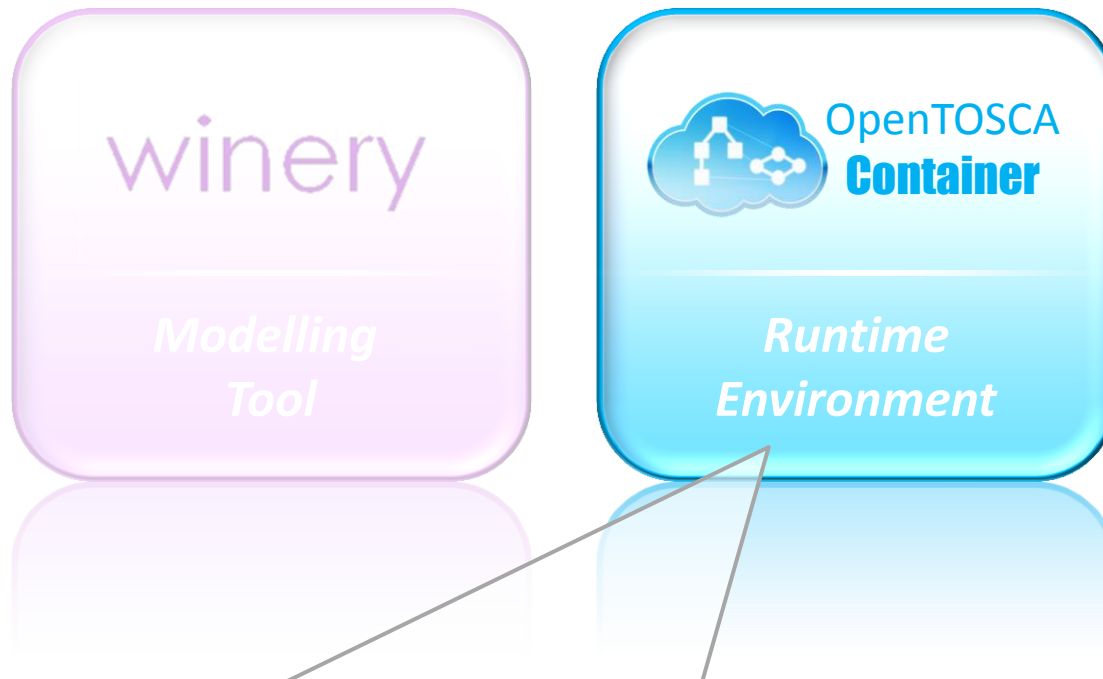 winery
Modelling
Tool
OpenTOSCA
Container
Runtime
Environment